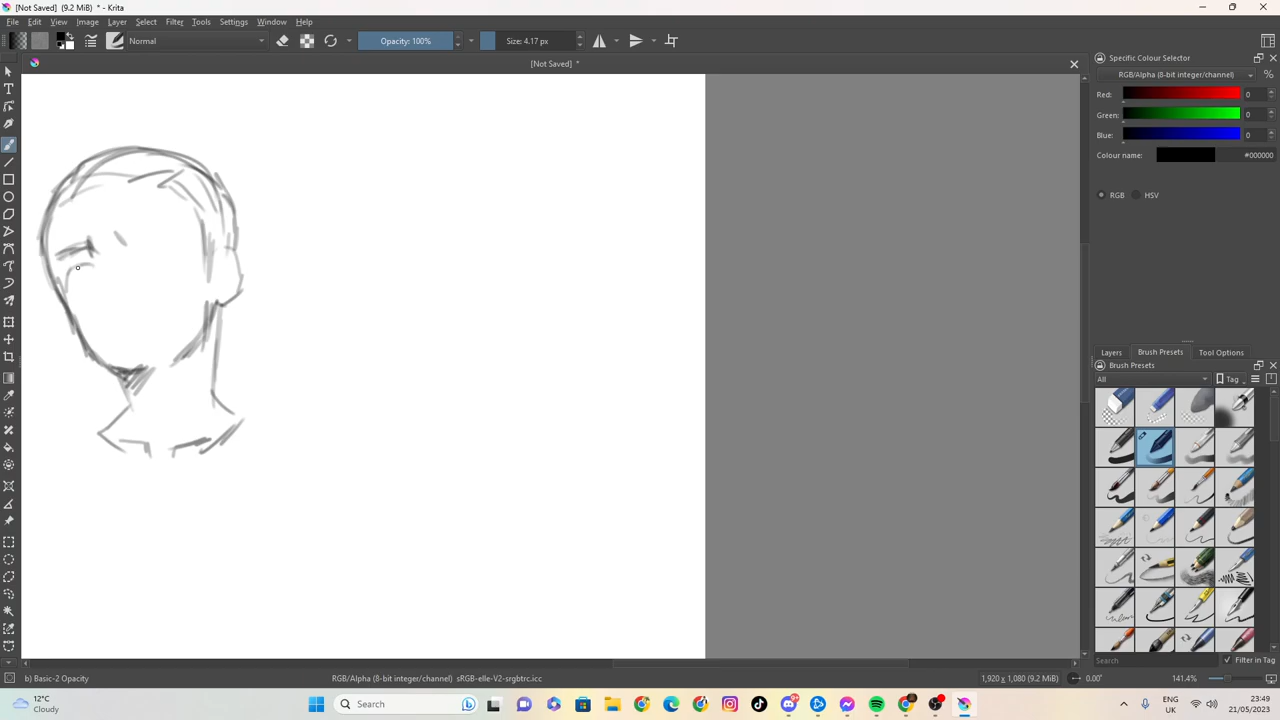 [Not Saved] (9.2 MiB) * - Krita
File Edit View Image Layer Select Filter Tools Settings Window Help
Normal
Opacity: 100%
Size: 4.17 px
[Not Saved] *
Specific Colour Selector
RGB/Alpha (8-bit integer/channel)
%
Red: 0
Green: 0
Blue: 0
Colour name: #000000
RGB HSV
Layers Brush Presets Tool Options
Brush Presets
All
Tag
Search
Filter in Tag
b) Basic-2 Opacity
RGB/Alpha (8-bit integer/channel) sRGB-elle-V2-srgbtrc.icc
1,920 x 1,080 (9.2 MiB)
0.00°
141.4%
12°C
Cloudy
Search
9+
ENG
UK
23:49
21/05/2023